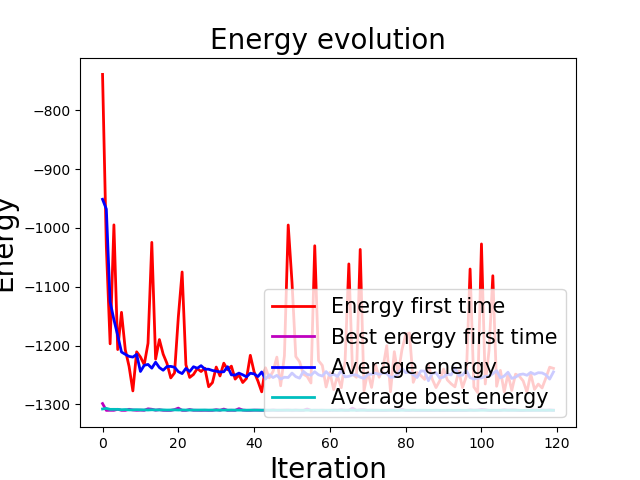 Energy evolution
Energy
−800
−900
−1000
−1100
−1200
−1300
Energy first time
Best energy first time
Average energy
Average best energy
0 20 40 60 80 100 120
Iteration